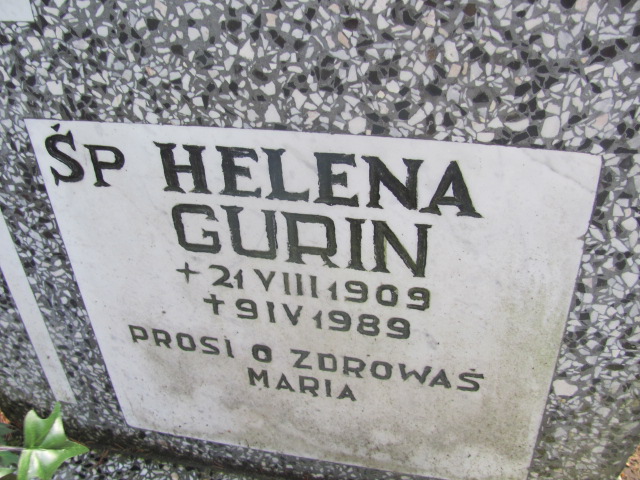 ŚP HELENA
GURIN
+ 21 VIII 1909
† 9 IV 1989
PROSI O ZDROWAŚ
MARIA